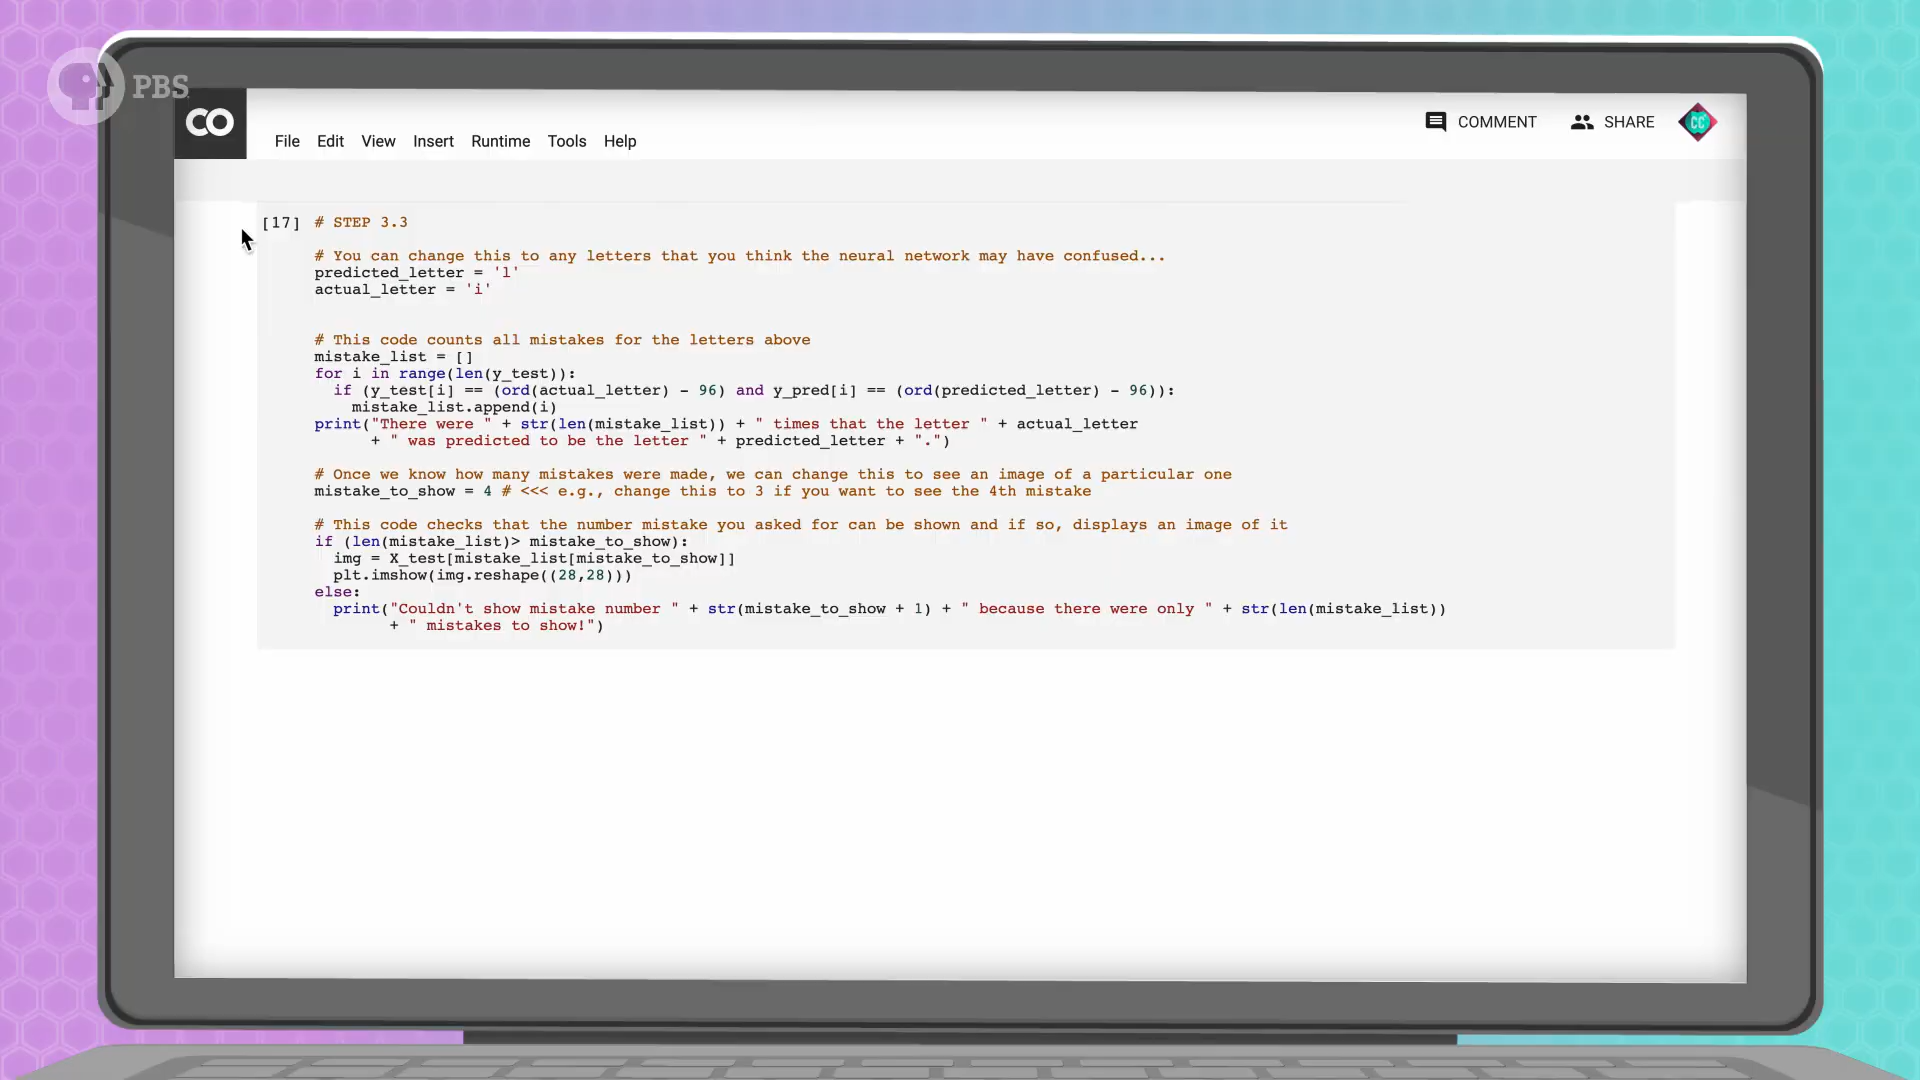 PBS
CO
File Edit View Insert Runtime Tools Help
COMMENT SHARE
CC
[17] # STEP 3.3
# You can change this to any letters that you think the neural network may have confused...
predicted_letter = 'l'
actual_letter = 'i'
# This code counts all mistakes for the letters above
mistake_list = []
for i in range(len(y_test)):
if (y_test[i] == (ord(actual_letter) - 96) and y_pred[i] == (ord(predicted_letter) - 96)):
mistake_list.append(i)
print("There were " + str(len(mistake_list)) + " times that the letter " + actual_letter
+ " was predicted to be the letter " + predicted_letter + ".")
# Once we know how many mistakes were made, we can change this to see an image of a particular one
mistake_to_show = 4 # <<< e.g., change this to 3 if you want to see the 4th mistake
# This code checks that the number mistake you asked for can be shown and if so, displays an image of it
if (len(mistake_list)> mistake_to_show):
img = X_test[mistake_list[mistake_to_show]]
plt.imshow(img.reshape((28,28)))
else:
print("Couldn't show mistake number " + str(mistake_to_show + 1) + " because there were only " + str(len(mistake_list))
+ " mistakes to show!")